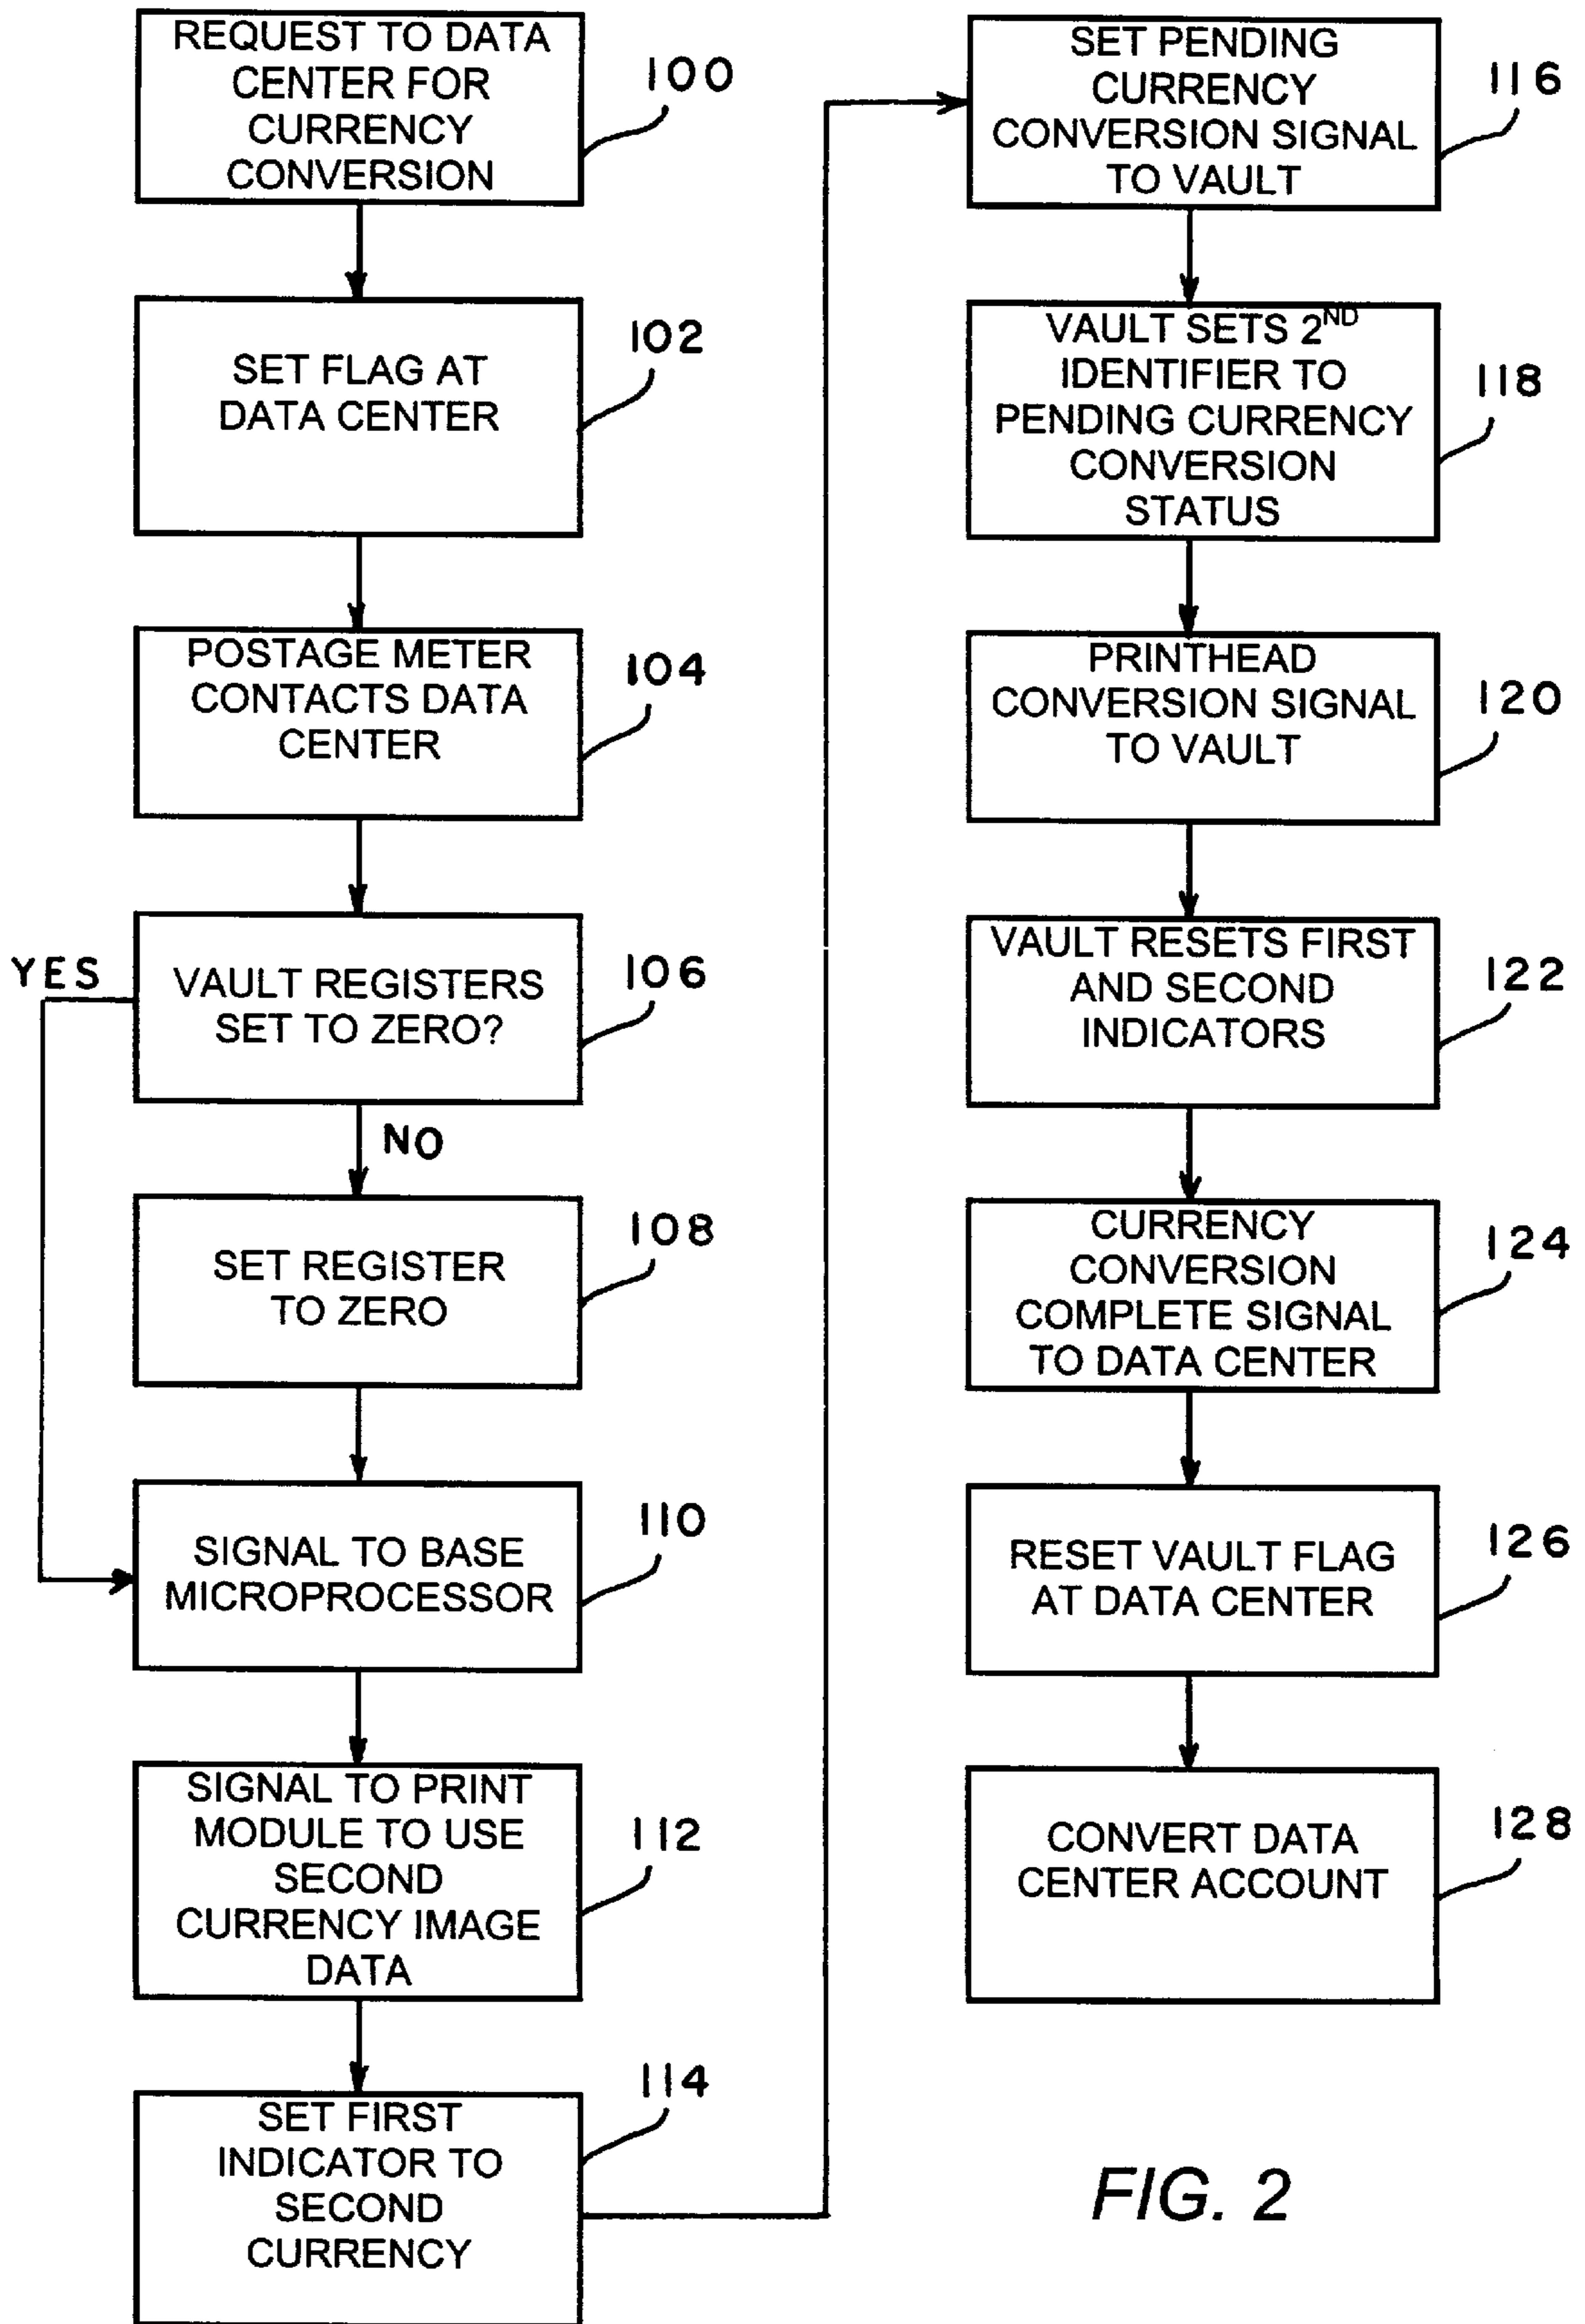 REQUEST TO DATA
CENTER FOR
CURRENCY
CONVERSION
100
SET FLAG AT
DATA CENTER
102
POSTAGE METER
CONTACTS DATA
CENTER
104
YES
VAULT REGISTERS
SET TO ZERO?
106
NO
SET REGISTER
TO ZERO
108
SIGNAL TO BASE
MICROPROCESSOR
110
SIGNAL TO PRINT
MODULE TO USE
SECOND
CURRENCY IMAGE
DATA
112
SET FIRST
INDICATOR TO
SECOND
CURRENCY
114
SET PENDING
CURRENCY
CONVERSION SIGNAL
TO VAULT
116
VAULT SETS 2ND
IDENTIFIER TO
PENDING CURRENCY
CONVERSION
STATUS
118
PRINTHEAD
CONVERSION SIGNAL
TO VAULT
120
VAULT RESETS FIRST
AND SECOND
INDICATORS
122
CURRENCY
CONVERSION
COMPLETE SIGNAL
TO DATA CENTER
124
RESET VAULT FLAG
AT DATA CENTER
126
CONVERT DATA
CENTER ACCOUNT
128
FIG. 2